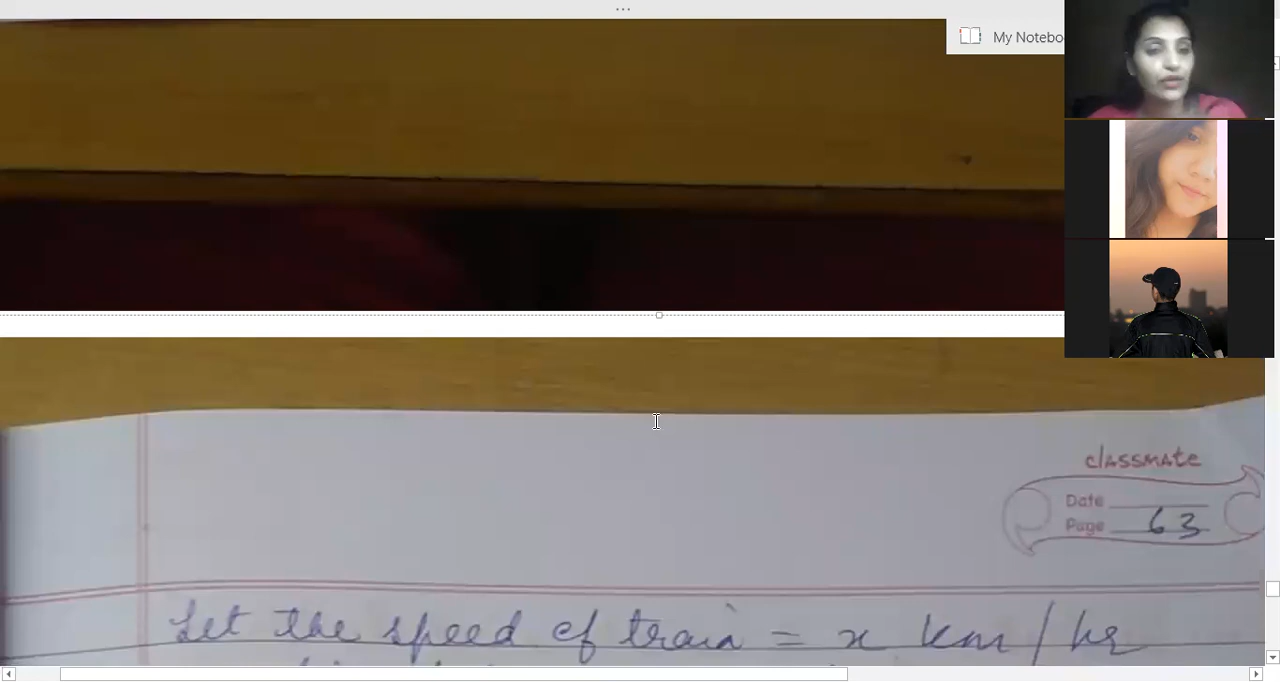 My Notebo
classmate
Date
Page 63
Let the speed of train = x km/hr